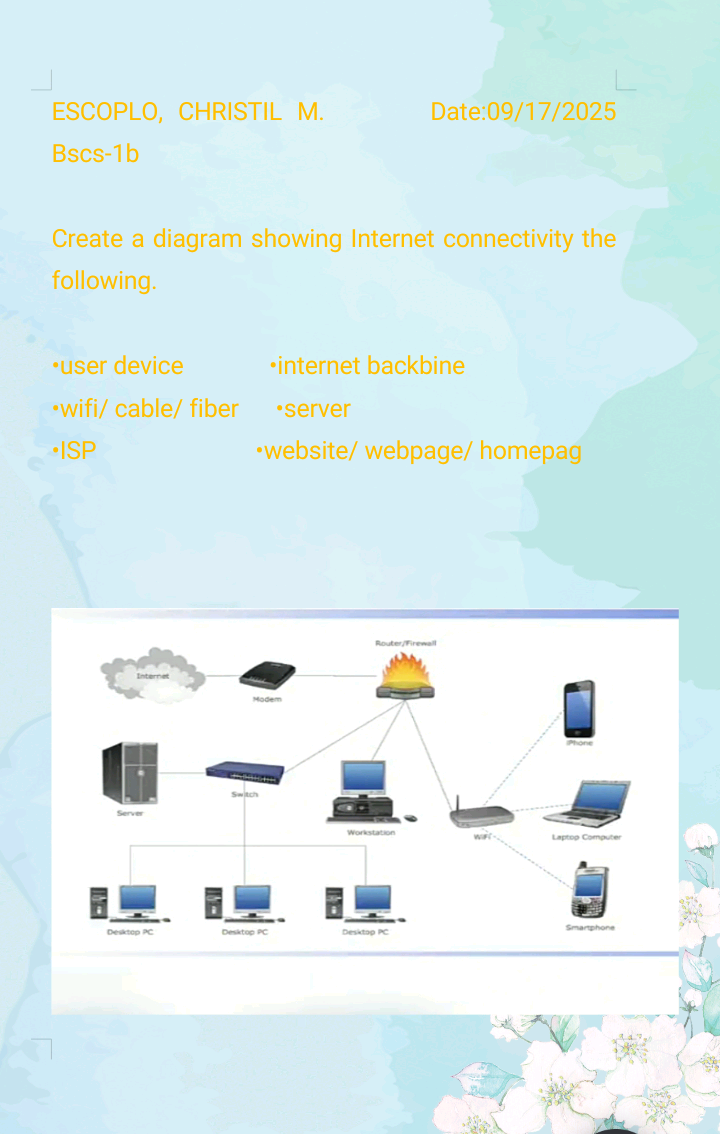 ESCOPLO, CHRISTIL M. Date:09/17/2025
Bscs-1b
Create a diagram showing Internet connectivity the
following.
•user device •internet backbine
•wifi/ cable/ fiber •server
•ISP •website/ webpage/ homepag
Router/Firewall
Internet
Modem
iPhone
Server
Switch
Workstation
WiFi
Laptop Computer
Smartphone
Desktop PC
Desktop PC
Desktop PC